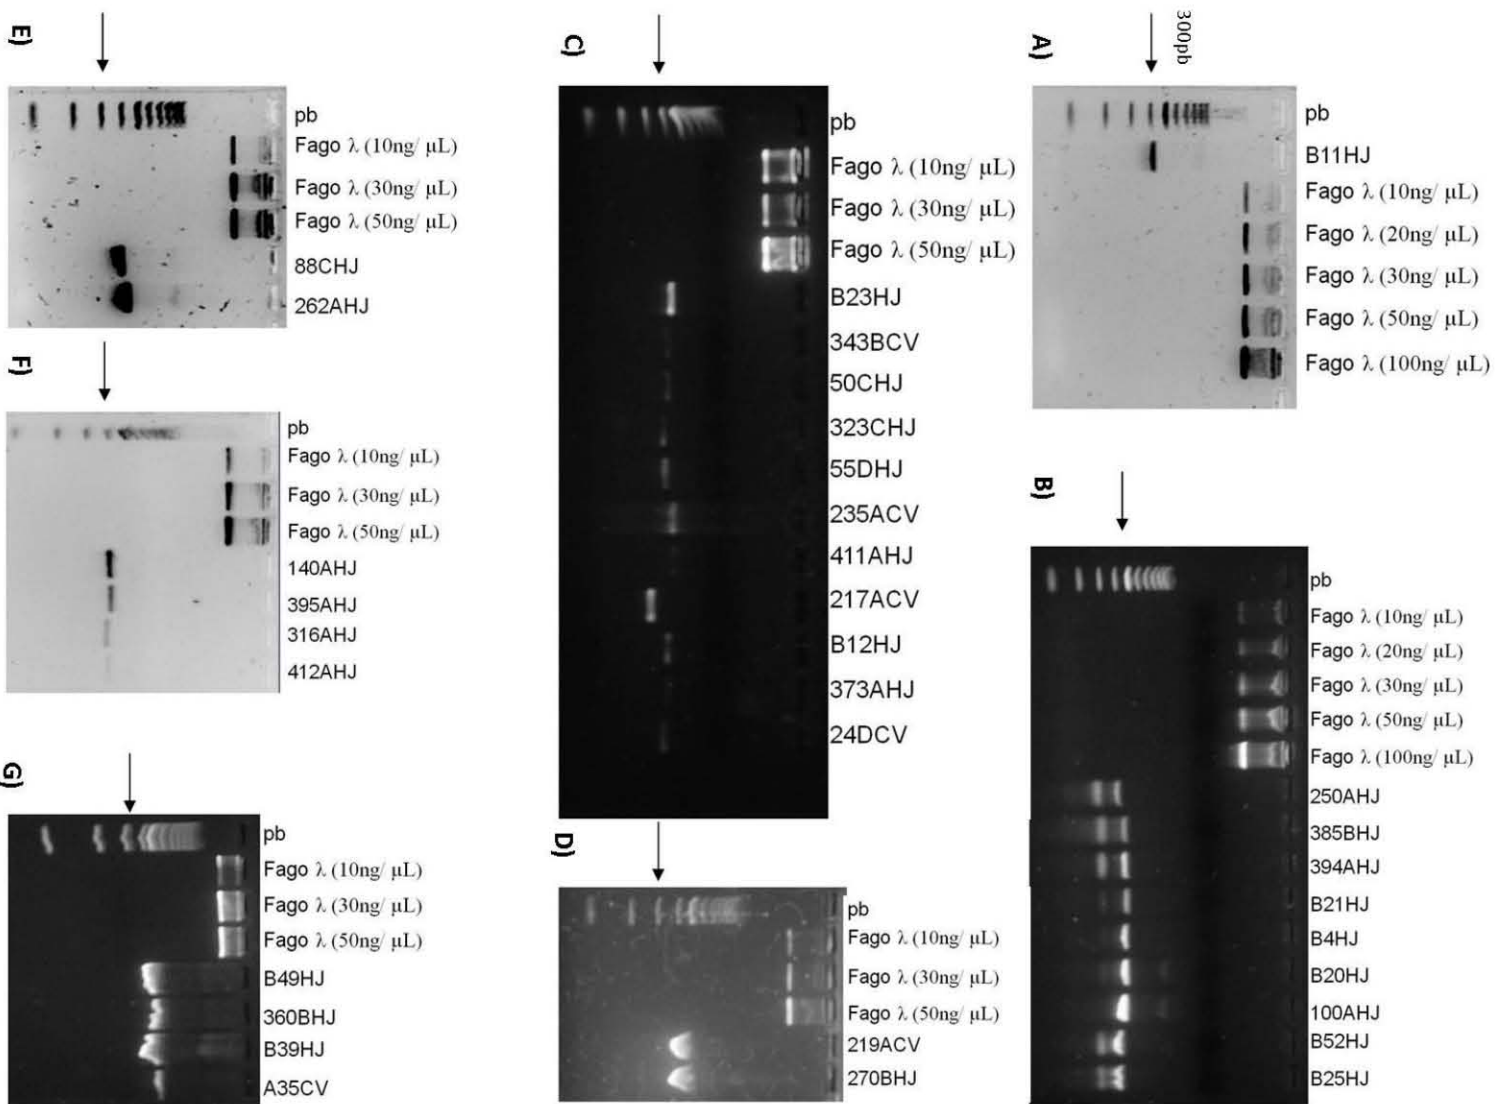 A)
300pb
pb
B11HJ
Fago λ (10ng/ μL)
Fago λ (20ng/ μL)
Fago λ (30ng/ μL)
Fago λ (50ng/ μL)
Fago λ (100ng/ μL)
B)
pb
Fago λ (10ng/ μL)
Fago λ (20ng/ μL)
Fago λ (30ng/ μL)
Fago λ (50ng/ μL)
Fago λ (100ng/ μL)
250AHJ
385BHJ
394AHJ
B21HJ
B4HJ
B20HJ
100AHJ
B52HJ
B25HJ
C)
pb
Fago λ (10ng/ μL)
Fago λ (30ng/ μL)
Fago λ (50ng/ μL)
B23HJ
343BCV
50CHJ
323CHJ
55DHJ
235ACV
411AHJ
217ACV
B12HJ
373AHJ
24DCV
D)
pb
Fago λ (10ng/ μL)
Fago λ (30ng/ μL)
Fago λ (50ng/ μL)
219ACV
270BHJ
E)
pb
Fago λ (10ng/ μL)
Fago λ (30ng/ μL)
Fago λ (50ng/ μL)
88CHJ
262AHJ
F)
pb
Fago λ (10ng/ μL)
Fago λ (30ng/ μL)
Fago λ (50ng/ μL)
140AHJ
395AHJ
316AHJ
412AHJ
G)
pb
Fago λ (10ng/ μL)
Fago λ (30ng/ μL)
Fago λ (50ng/ μL)
B49HJ
360BHJ
B39HJ
A35CV